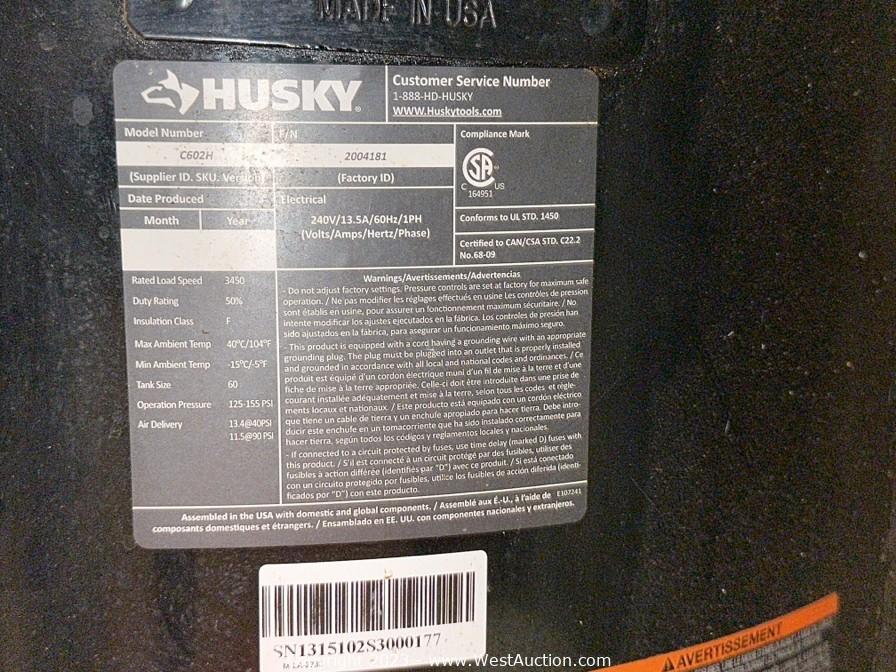 MADE IN USA
HUSKY®
Customer Service Number
1-888-HD-HUSKY
WWW.Huskytools.com
Model Number
F/N
C602H
2004181
(Supplier ID. SKU. Version)
(Factory ID)
Compliance Mark
CSA
C US
164951
Date Produced
Month Year
Electrical
240V/13.5A/60Hz/1PH
(Volts/Amps/Hertz/Phase)
Conforms to UL STD. 1450
Certified to CAN/CSA STD. C22.2
No.68-09
Rated Load Speed 3450
Duty Rating 50%
Insulation Class F
Max Ambient Temp 40°C/104°F
Min Ambient Temp -15°C/-5°F
Tank Size 60
Operation Pressure 125-155 PSI
Air Delivery 13.4@40PSI
11.5@90 PSI
Warnings/Avertissements/Advertencias
- Do not adjust factory settings. Pressure controls are set at factory for maximum safe
operation. / Ne pas modifier les réglages effectués en usine Les contrôles de pression
sont établis en usine, pour assurer un fonctionnement maximum sécuritaire. / No
intente modificar los ajustes ejecutados en la fábrica. Los controles de presión han
sido ajustados en la fábrica, para asegurar un funcionamento máximo seguro.
- This product is equipped with a cord having a grounding wire with an appropriate
grounding plug. The plug must be plugged into an outlet that is properly installed
and grounded in accordance with all local and national codes and ordinances. / Ce
produit est équipé d'un cordon électrique muni d'un fil de mise à la terre et d'une
fiche de mise à la terre appropriée. Celle-ci doit être introduite dans une prise de
courant installée adéquatement et mise à la terre, selon tous les codes et règle-
ments locaux et nationaux. / Este producto está equipado con un cordón eléctrico
que tiene un cable de tierra y un enchufe apropiado para hacer tierra. Debe intro-
ducir este enchufe en un tomacorriente que ha sido instalado correctamente para
hacer tierra, según todos los códigos y reglamentos locales y nacionales.
- If connected to a circuit protected by fuses, use time delay (marked D) fuses with
this product. / S'il est connecté à un circuit protégé par des fusibles, utiliser des
fusibles à action différée (identifiés par "D") avec ce produit. / Si está conectado
con un circuito protegido por fusibles, utilice los fusibles de acción diferida (identi-
ficados por "D") con este producto.
Assembled in the USA with domestic and global components. / Assemblé aux É.-U., à l'aide de E107241
composants domestiques et étrangers. / Ensamblado en EE. UU. con componentes nacionales y extranjeros.
SN1315102S3000177
AVERTISSEMENT
www.WestAuction.com